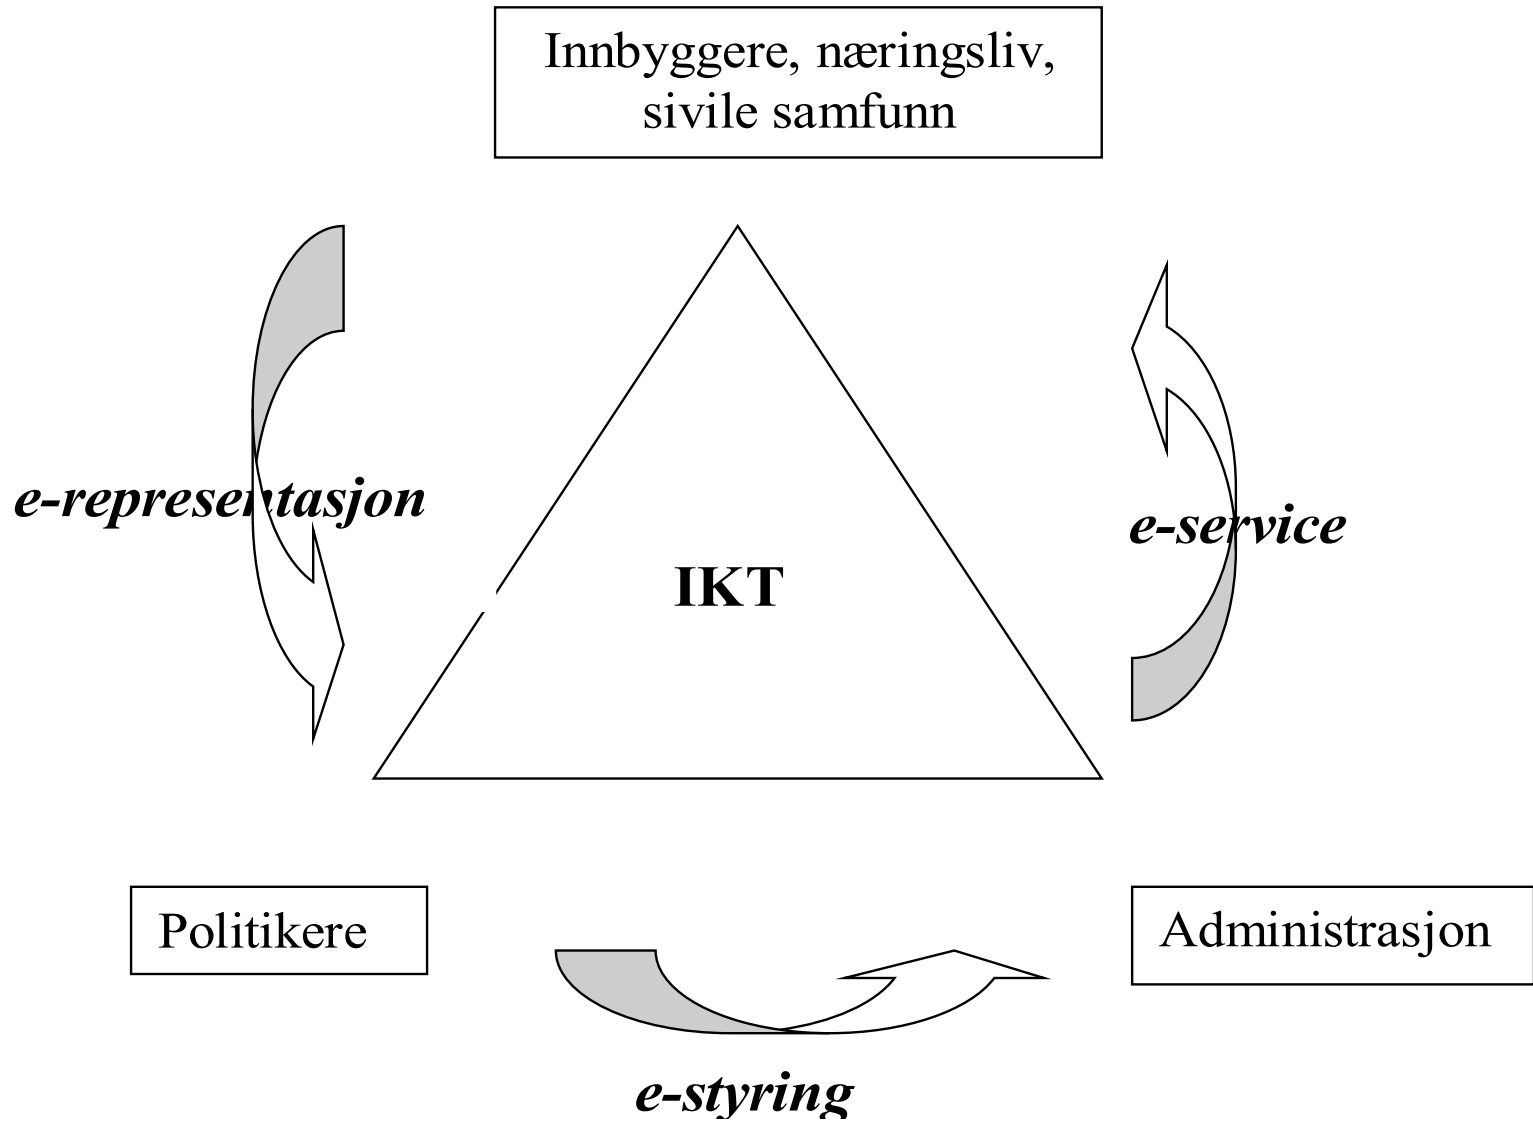 Innbyggere, næringsliv,
sivile samfunn
e-representasjon
e-service
IKT
Politikere
Administrasjon
e-styring